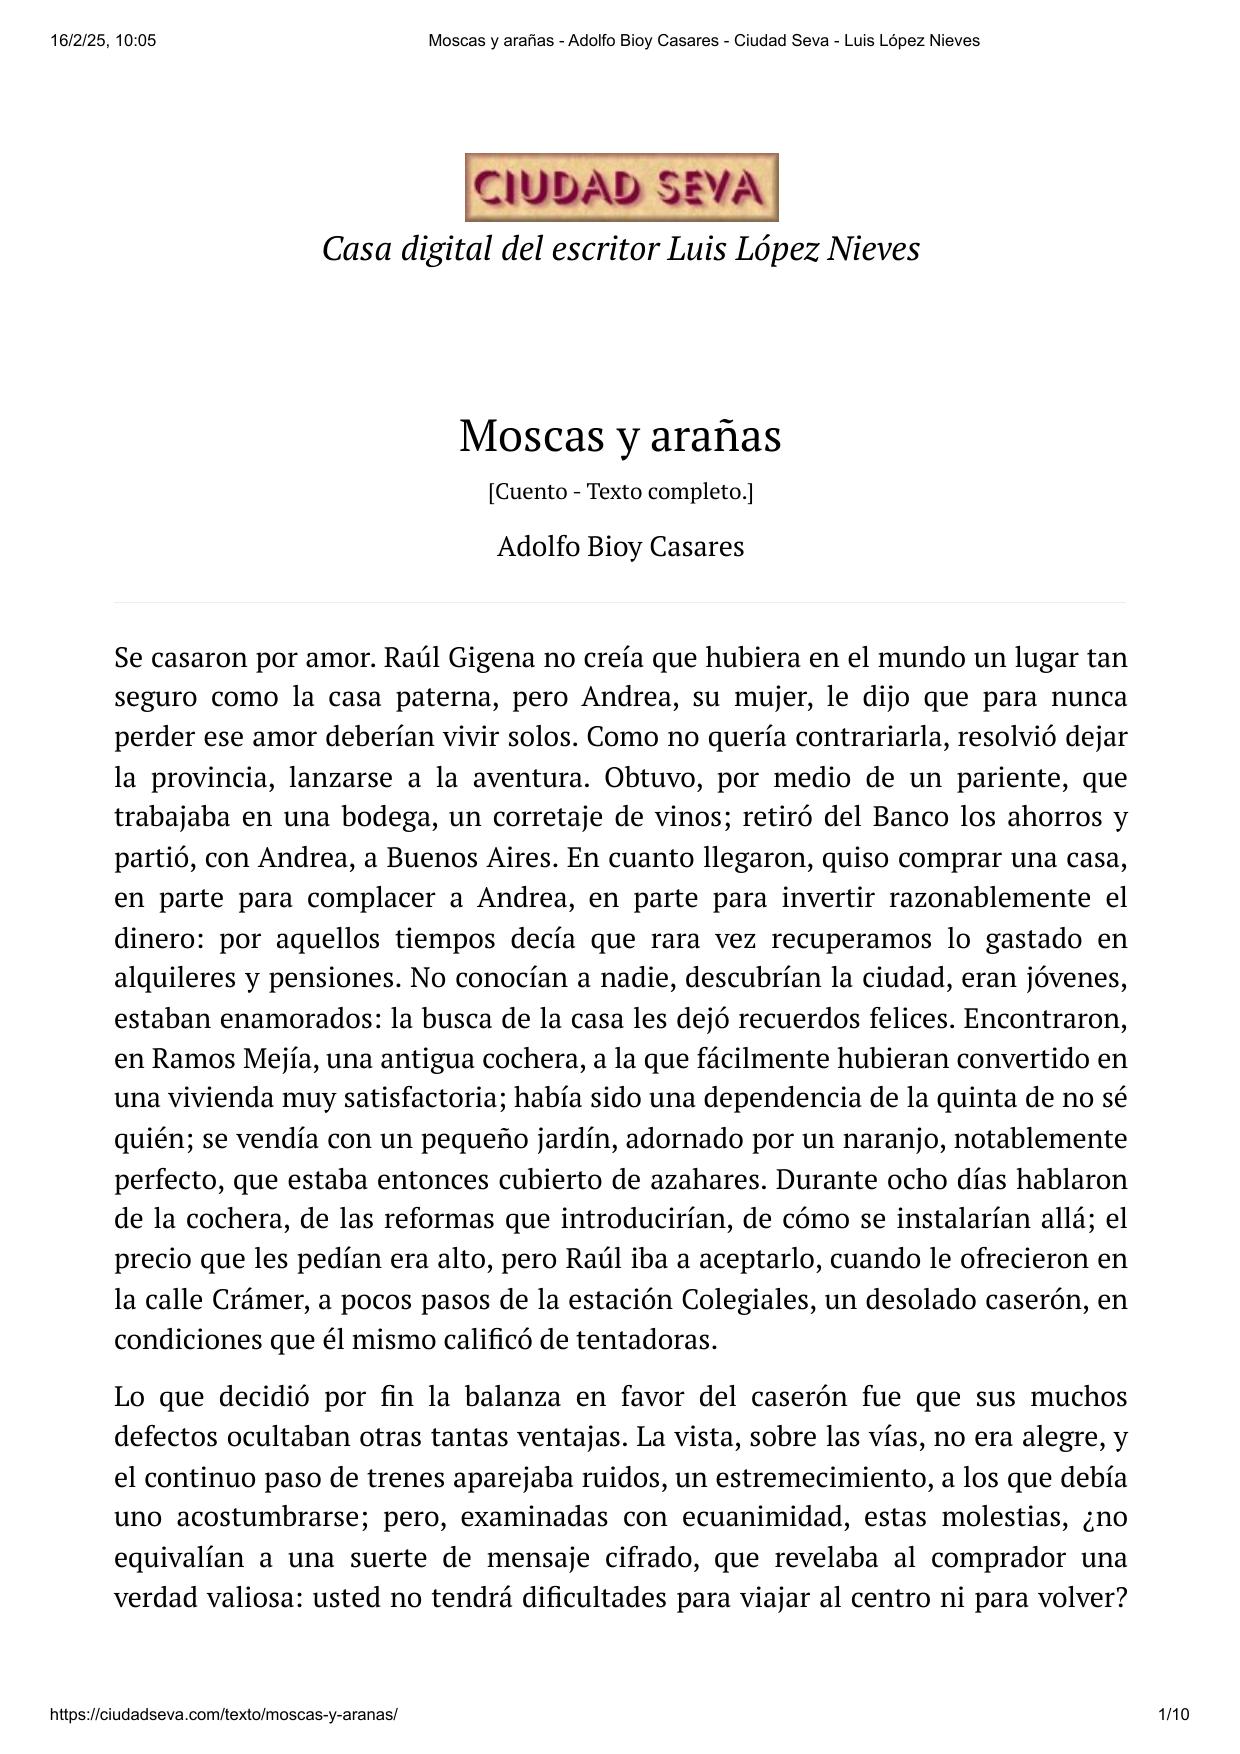 16/2/25, 10:05
Moscas y arañas - Adolfo Bioy Casares - Ciudad Seva - Luis López Nieves
CIUDAD SEVA
Casa digital del escritor Luis López Nieves
Moscas y arañas
[Cuento - Texto completo.]
Adolfo Bioy Casares
Se casaron por amor. Raúl Gigena no creía que hubiera en el mundo un lugar tan
seguro como la casa paterna, pero Andrea, su mujer, le dijo que para nunca
perder ese amor deberían vivir solos. Como no quería contrariarla, resolvió dejar
la provincia, lanzarse a la aventura. Obtuvo, por medio de un pariente, que
trabajaba en una bodega, un corretaje de vinos; retiró del Banco los ahorros y
partió, con Andrea, a Buenos Aires. En cuanto llegaron, quiso comprar una casa,
en parte para complacer a Andrea, en parte para invertir razonablemente el
dinero: por aquellos tiempos decía que rara vez recuperamos lo gastado en
alquileres y pensiones. No conocían a nadie, descubrían la ciudad, eran jóvenes,
estaban enamorados: la busca de la casa les dejó recuerdos felices. Encontraron,
en Ramos Mejía, una antigua cochera, a la que fácilmente hubieran convertido en
una vivienda muy satisfactoria; había sido una dependencia de la quinta de no sé
quién; se vendía con un pequeño jardín, adornado por un naranjo, notablemente
perfecto, que estaba entonces cubierto de azahares. Durante ocho días hablaron
de la cochera, de las reformas que introducirían, de cómo se instalarían allá; el
precio que les pedían era alto, pero Raúl iba a aceptarlo, cuando le ofrecieron en
la calle Crámer, a pocos pasos de la estación Colegiales, un desolado caserón, en
condiciones que él mismo calificó de tentadoras.
Lo que decidió por fin la balanza en favor del caserón fue que sus muchos
defectos ocultaban otras tantas ventajas. La vista, sobre las vías, no era alegre, y
el continuo paso de trenes aparejaba ruidos, un estremecimiento, a los que debía
uno acostumbrarse; pero, examinadas con ecuanimidad, estas molestias, ¿no
equivalían a una suerte de mensaje cifrado, que revelaba al comprador una
verdad valiosa: usted no tendrá dificultades para viajar al centro ni para volver?
https://ciudadseva.com/texto/moscas-y-aranas/
1/10